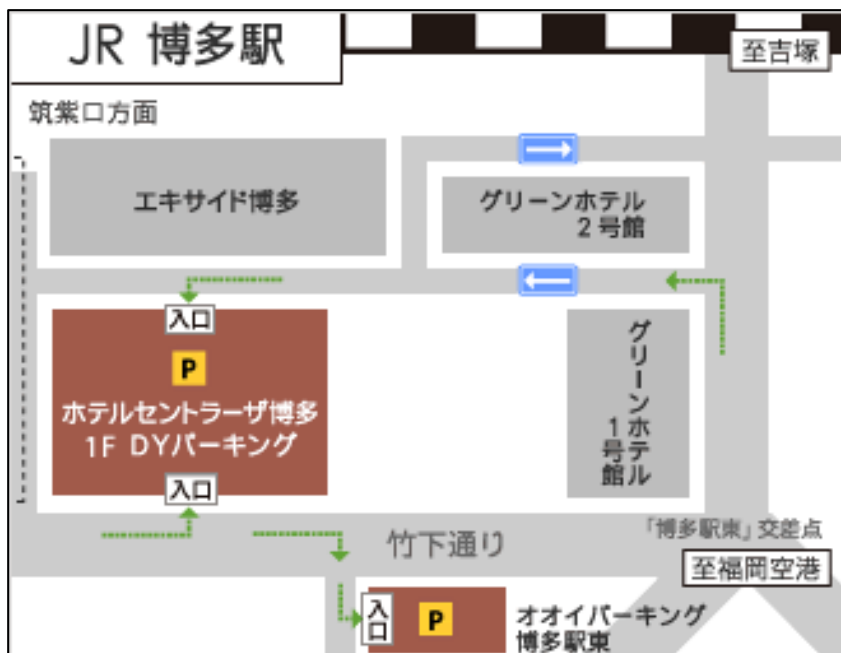 JR 博多駅
至吉塚
筑紫口方面
エキサイド博多
グリーンホテル
2号館
入口
P
ホテルセントラーザ博多
1F DYパーキング
入口
グリーンホテル
1号館
竹下通り
「博多駅東」交差点
至福岡空港
入口
P
オオイパーキング
博多駅東